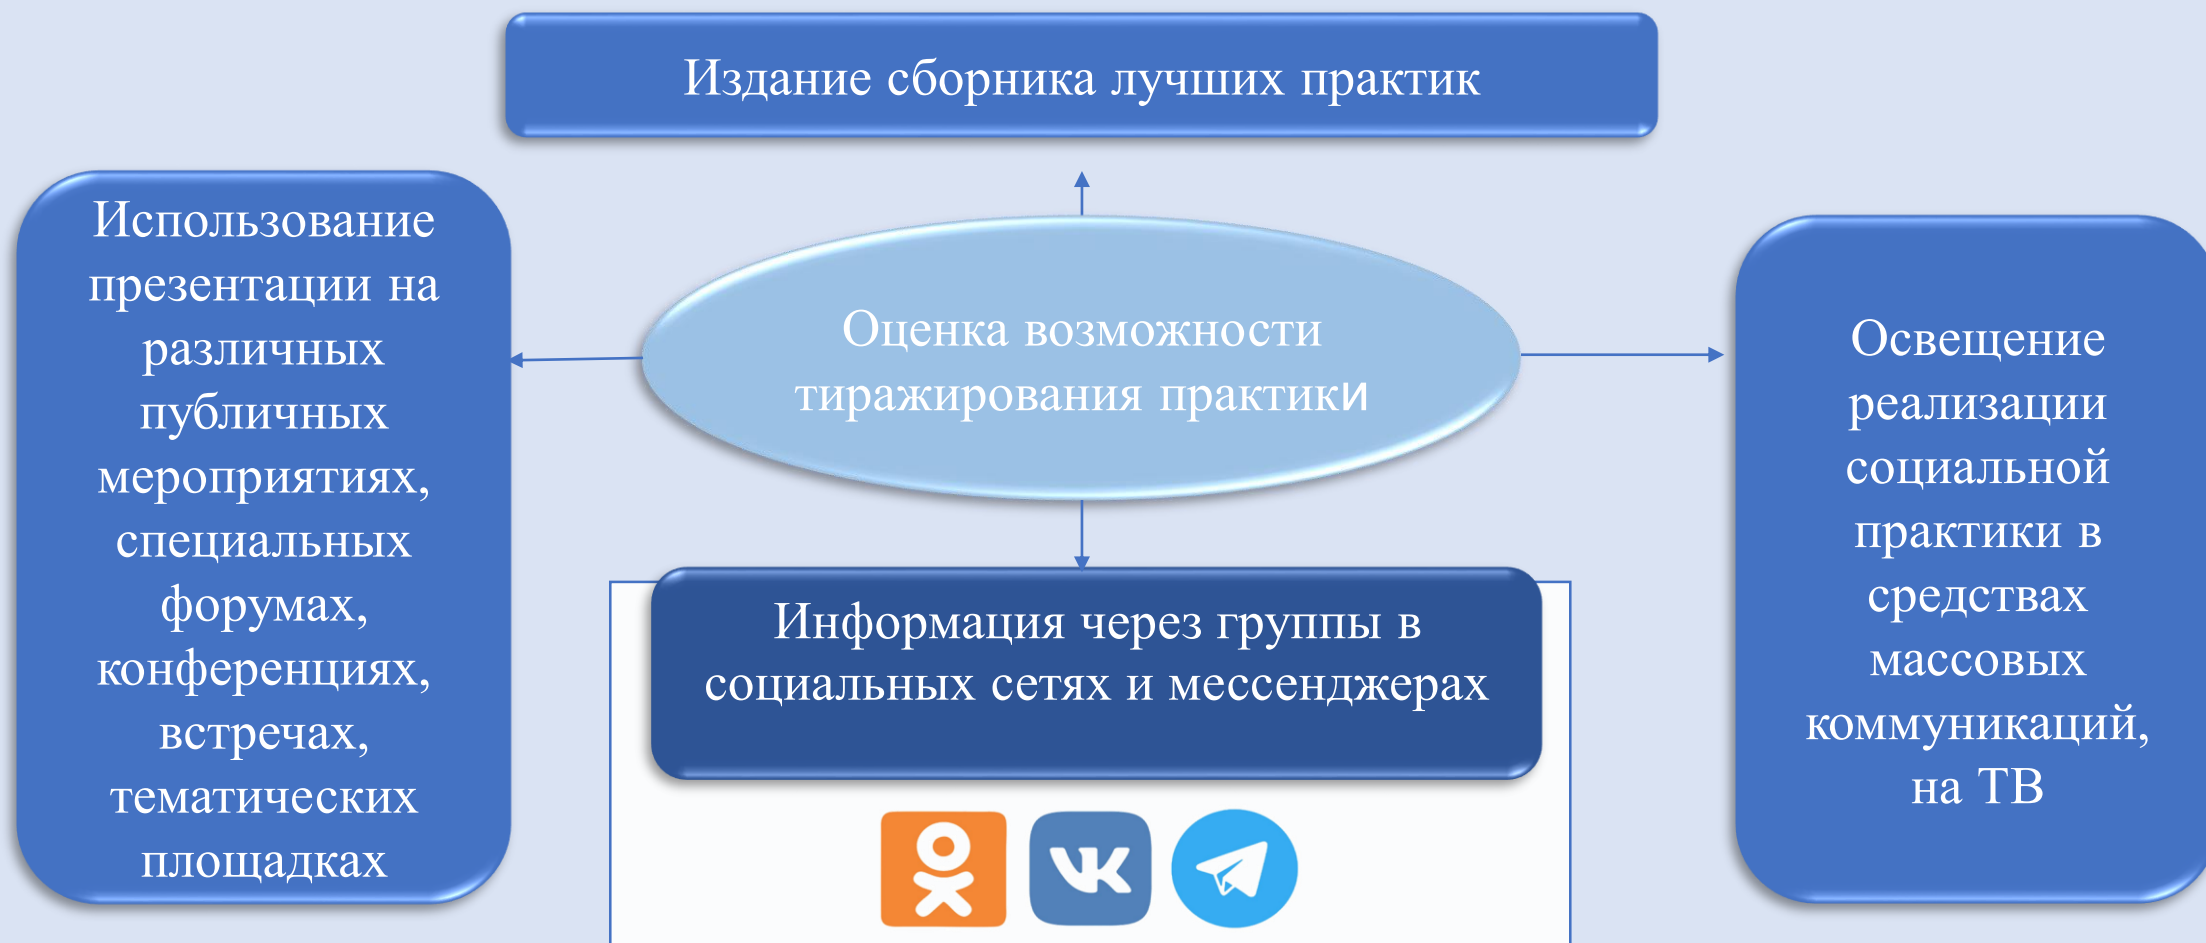 Издание сборника лучших практик
Использование
презентации на
различных
публичных
мероприятиях,
специальных
форумах,
конференциях,
встречах,
тематических
площадках
Оценка возможности
тиражирования практики
Освещение
реализации
социальной
практики в
средствах
массовых
коммуникаций,
на ТВ
Информация через группы в
социальных сетях и мессенджерах